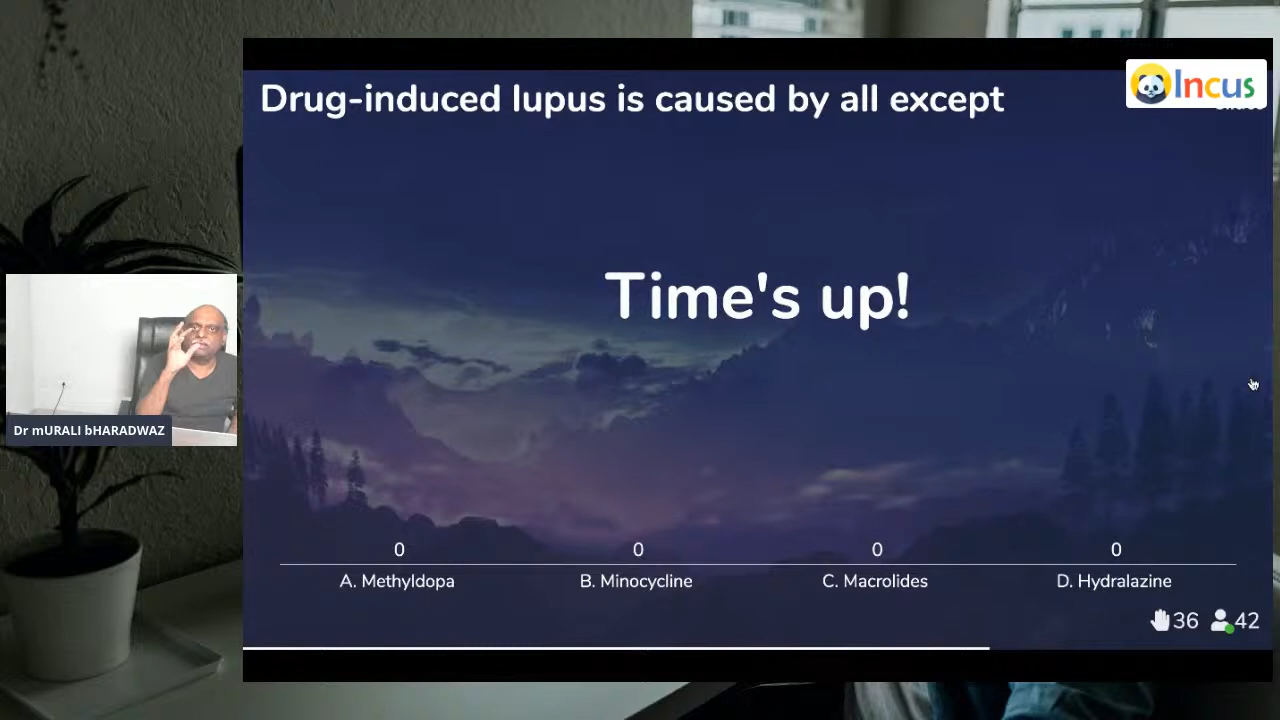 Drug-induced lupus is caused by all except
Incus
Time's up!
Dr mURALI bHARADWAZ
0
0
0
0
A. Methyldopa
B. Minocycline
C. Macrolides
D. Hydralazine
36
42